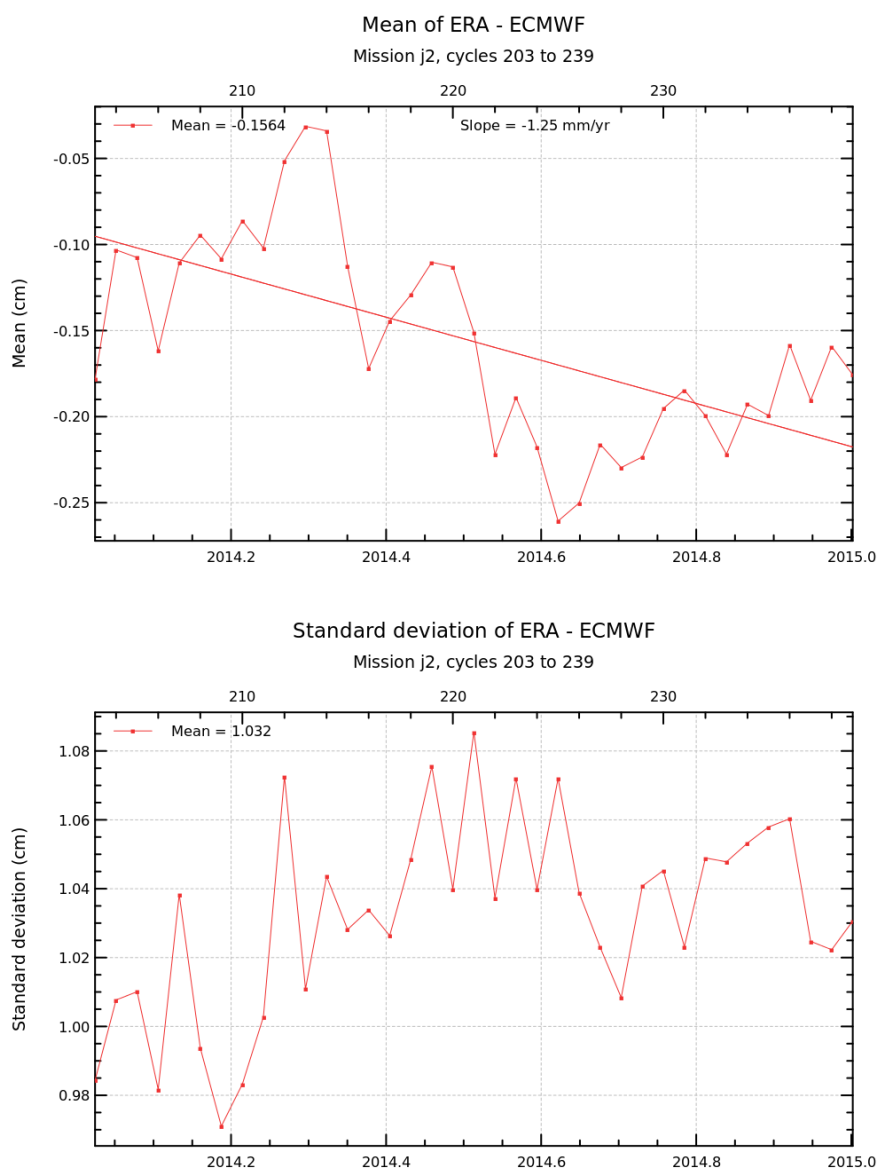 Mean of ERA - ECMWF
Mission j2, cycles 203 to 239
210 220 230
Mean = -0.1564 Slope = -1.25 mm/yr
-0.05
-0.10
-0.15
-0.20
-0.25
Mean (cm)
2014.2 2014.4 2014.6 2014.8 2015.0
Standard deviation of ERA - ECMWF
Mission j2, cycles 203 to 239
210 220 230
Mean = 1.032
1.08
1.06
1.04
1.02
1.00
0.98
Standard deviation (cm)
2014.2 2014.4 2014.6 2014.8 2015.0